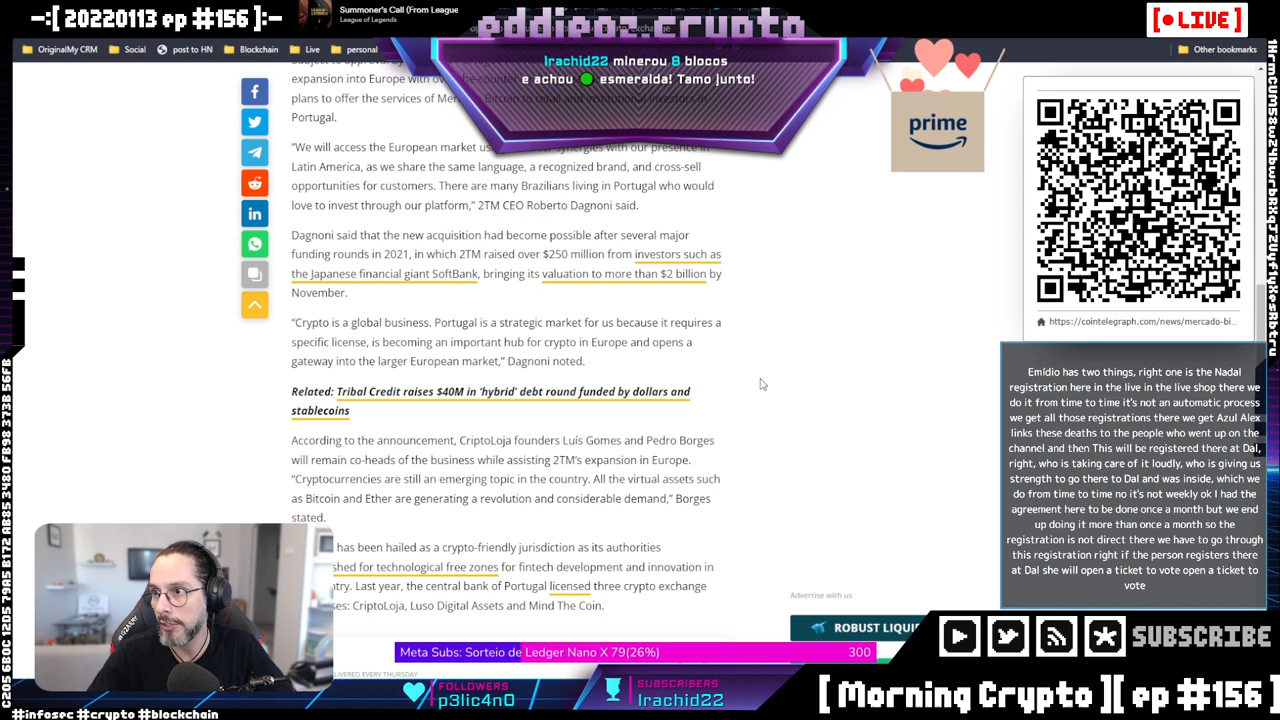 -:[ 20220113 ep #156 ]:-
Summoner's Call (From League
League of Legends
eddieoz.crypto
[ • LIVE ]
OriginalMy CRM
Social
post to HN
Blockchain
Live
personal
Other bookmarks
lrachid22 minerou 8 blocos
e achou esmeralda! Tamo junto!
prime
plans to offer the services of
Portugal.
"We will access the European market
Latin America, as we share the same language, a recognized brand, and cross-sell
opportunities for customers. There are many Brazilians living in Portugal who would
love to invest through our platform," 2TM CEO Roberto Dagnoni said.
Dagnoni said that the new acquisition had become possible after several major
funding rounds in 2021, in which 2TM raised over $250 million from investors such as
the Japanese financial giant SoftBank, bringing its valuation to more than $2 billion by
November.
"Crypto is a global business. Portugal is a strategic market for us because it requires a
specific license, is becoming an important hub for crypto in Europe and opens a
gateway into the larger European market," Dagnoni noted.
Related: Tribal Credit raises $40M in 'hybrid' debt round funded by dollars and
stablecoins
According to the announcement, CriptoLoja founders Luís Gomes and Pedro Borges
will remain co-heads of the business while assisting 2TM's expansion in Europe.
"Cryptocurrencies are still an emerging topic in the country. All the virtual assets such
as Bitcoin and Ether are generating a revolution and considerable demand," Borges
stated.
has been hailed as a crypto-friendly jurisdiction as its authorities
shed for technological free zones for fintech development and innovation in
ntry. Last year, the central bank of Portugal licensed three crypto exchange
ses: CriptoLoja, Luso Digital Assets and Mind The Coin.
https://cointelegraph.com/news/mercado-bi...
Emídio has two things, right one is the Nadal
registration here in the live in the live shop there we
do it from time to time it's not an automatic process
we get all those registrations there we get Azul Alex
links these deaths to the people who went up on the
channel and then This will be registered there at Dal,
right, who is taking care of it loudly, who is giving us
strength to go there to Dal and was inside, which we
do from time to time no it's not weekly ok I had the
agreement here to be done once a month but we end
up doing it more than once a month so the
registration is not direct there we have to go through
this registration right if the person registers there
at Dal she will open a ticket to vote open a ticket to
vote
Advertise with us
ROBUST LIQUI
Meta Subs: Sorteio de Ledger Nano X 79(26%)
300
DELIVERED EVERY THURSDAY
FOLLOWERS
p3lic4n0
SUBSCRIBERS
lrachid22
SUBSCRIBE
[ Morning Crypto ][ ep #156 ]
#infosec #crypto #blockchain